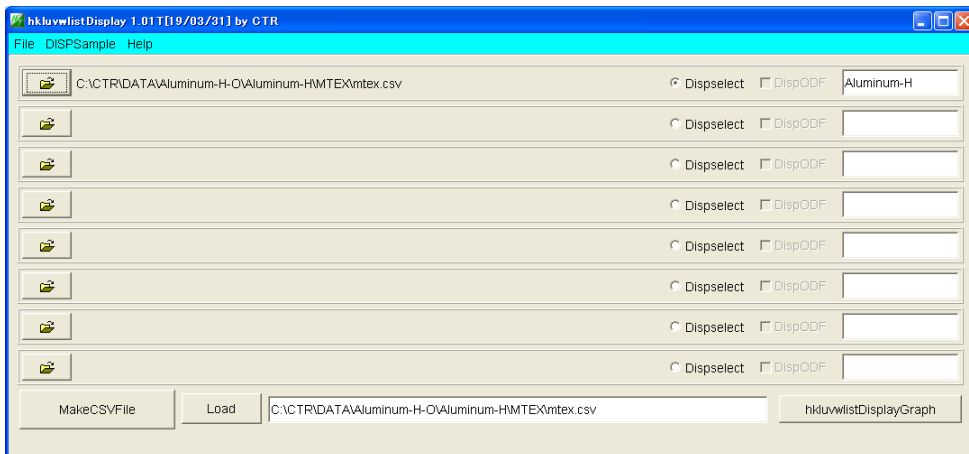 hkluvwlistDisplay 1.01T[19/03/31] by CTR
File DISPSample Help
C:\CTR\DATA\Aluminum-H-O\Aluminum-H\MTEX\mtex.csv Dispselect DispODF Aluminum-H
Dispselect DispODF
Dispselect DispODF
Dispselect DispODF
Dispselect DispODF
Dispselect DispODF
Dispselect DispODF
Dispselect DispODF
MakeCSVFile Load C:\CTR\DATA\Aluminum-H-O\Aluminum-H\MTEX\mtex.csv hkluvwlistDisplayGraph